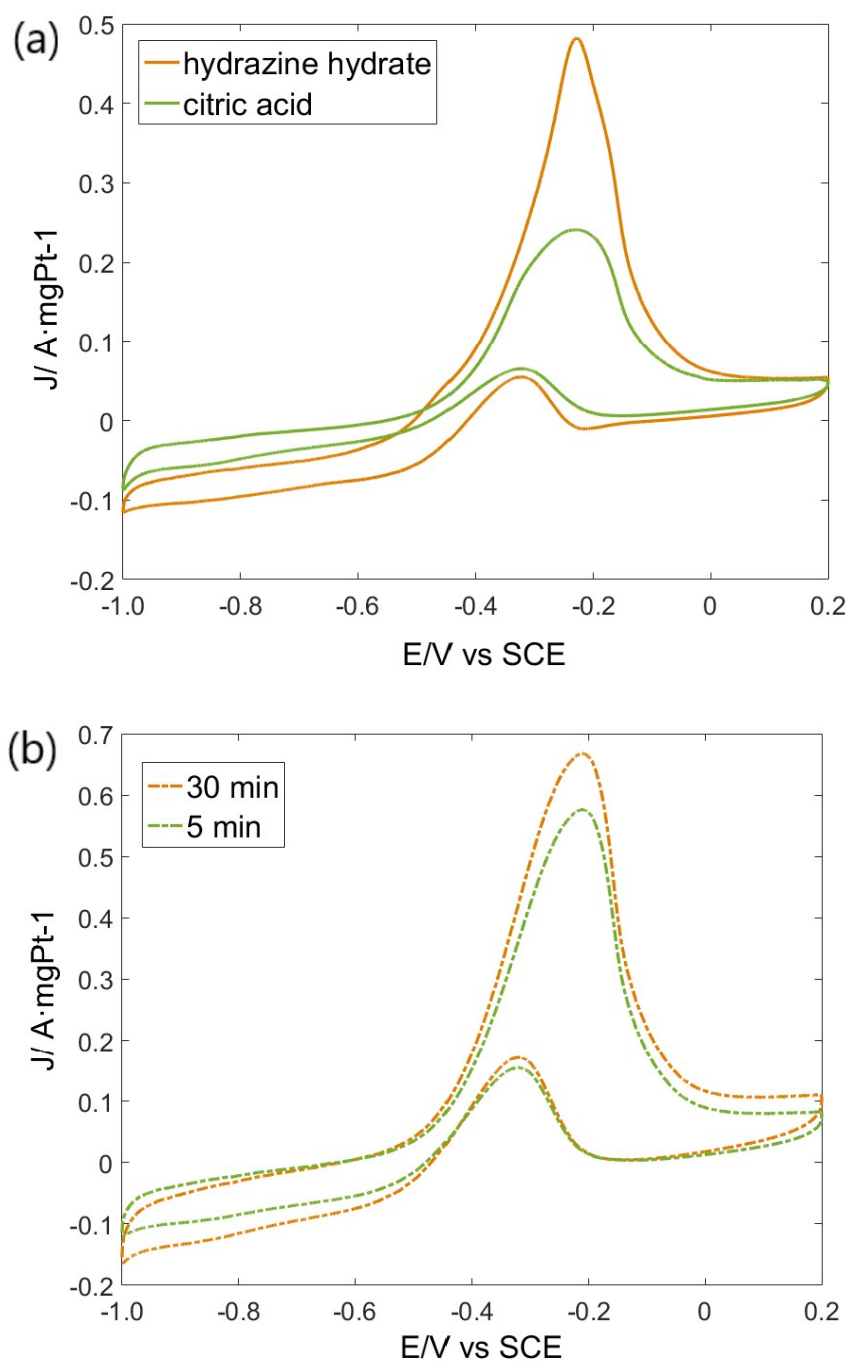 (a)
hydrazine hydrate
citric acid
0.5
0.4
0.3
0.2
0.1
0
-0.1
-0.2
J/ A·mgPt-1
-1.0 -0.8 -0.6 -0.4 -0.2 0 0.2
E/V vs SCE
(b)
30 min
5 min
0.7
0.6
0.5
0.4
0.3
0.2
0.1
0
-0.1
-0.2
J/ A·mgPt-1
-1.0 -0.8 -0.6 -0.4 -0.2 0 0.2
E/V vs SCE